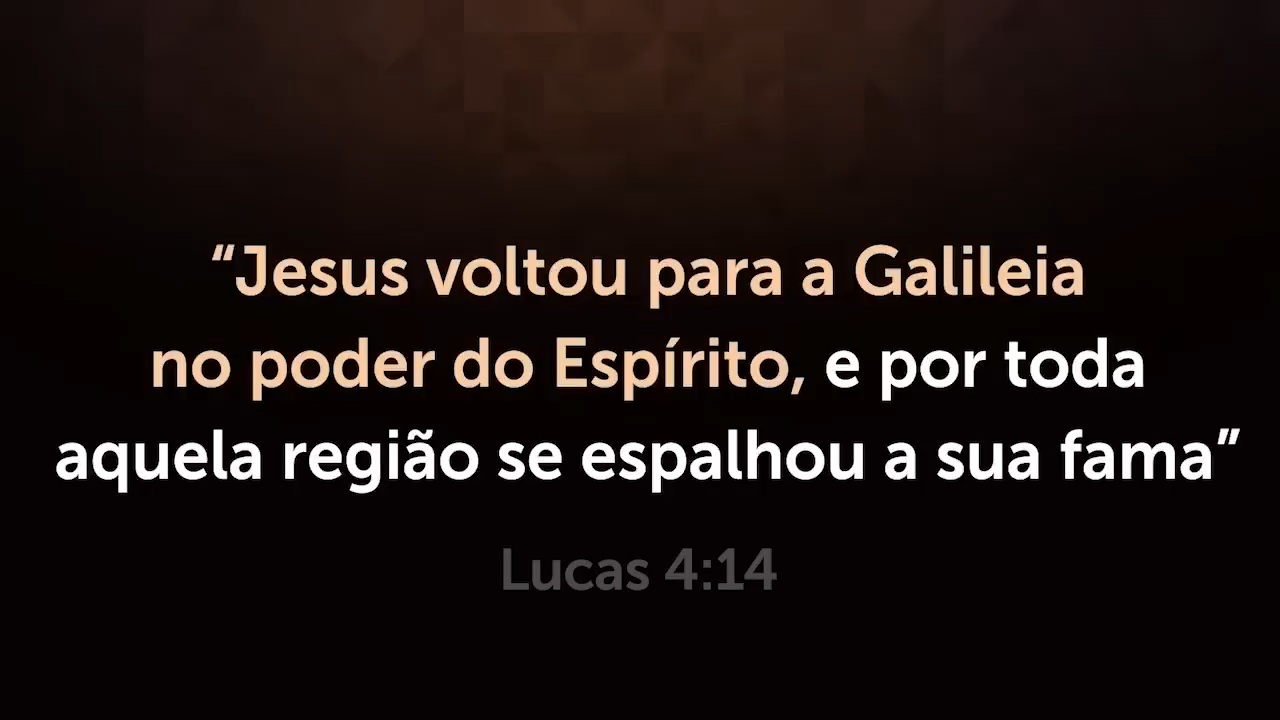 “Jesus voltou para a Galileia
no poder do Espírito, e por toda
aquela região se espalhou a sua fama”
Lucas 4:14